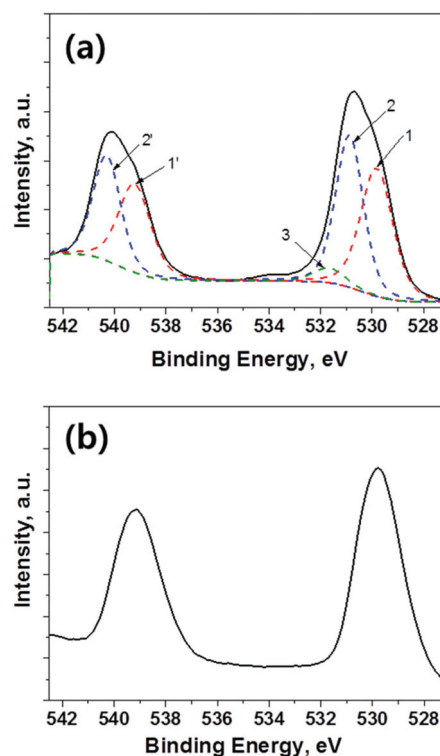 (a)
2'
1'
2
1
3
Intensity, a.u.
542 540 538 536 534 532 530 528
Binding Energy, eV
(b)
Intensity, a.u.
542 540 538 536 534 532 530 528
Binding Energy, eV